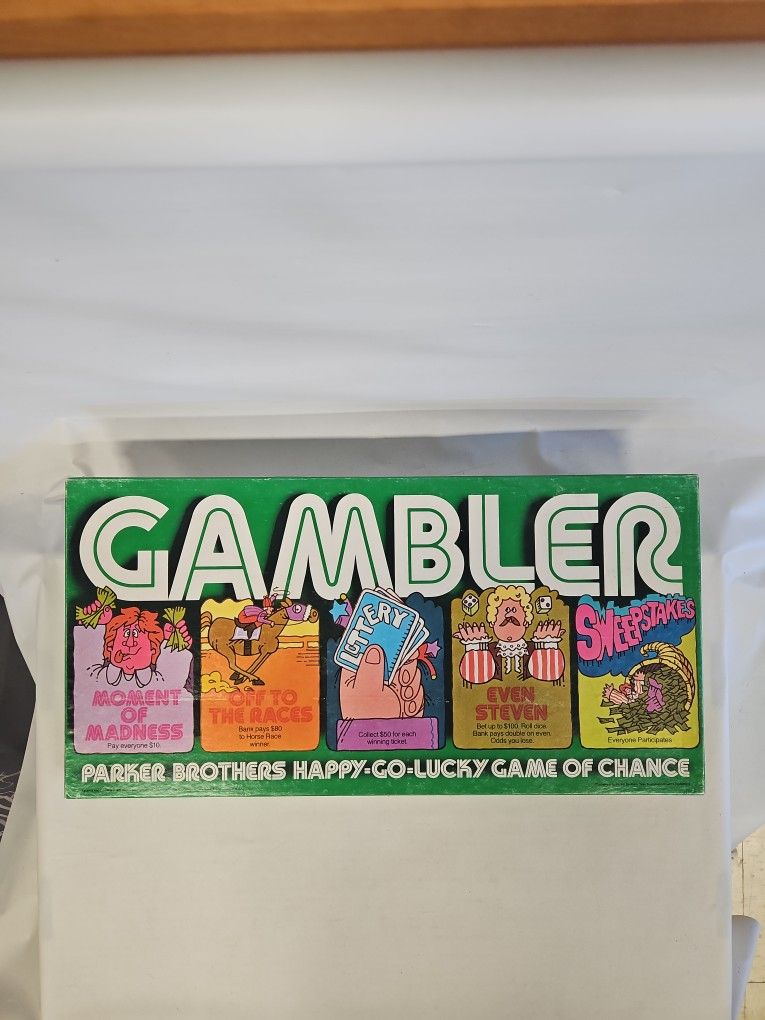 GAMBLER
MOMENT
OF
MADNESS
Pay everyone $10.
OFF TO
THE RACES
Bank pays $80
to Horse Race
winner.
LOTTERY
Collect $50 for each
winning ticket.
EVEN
STEVEN
Bet up to $100. Roll dice.
Bank pays double on even.
Odds you lose.
SWEEPSTAKES
Everyone Participates
PARKER BROTHERS HAPPY-GO-LUCKY GAME OF CHANCE